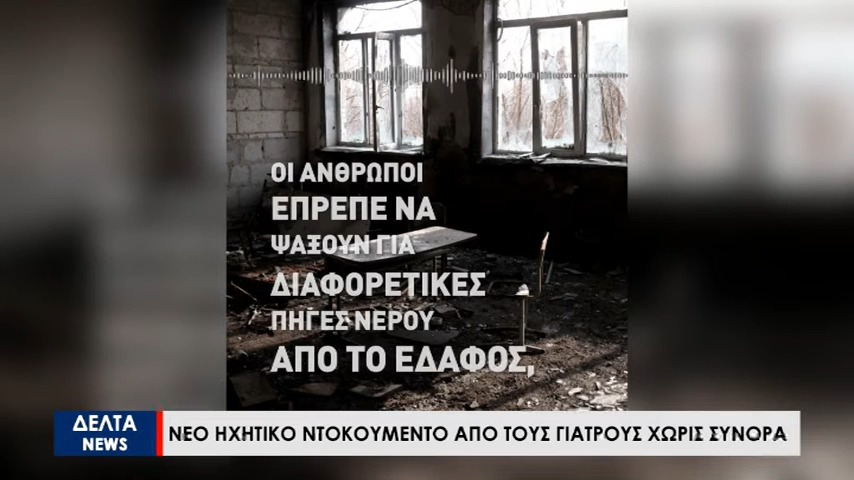 ΟΙ ΑΝΘΡΩΠΟΙ
ΕΠΡΕΠΕ ΝΑ
ΨΑΞΟΥΝ ΓΙΑ
ΔΙΑΦΟΡΕΤΙΚΕΣ
ΠΗΓΕΣ ΝΕΡΟΥ
ΑΠΟ ΤΟ ΕΔΑΦΟΣ,
ΔΕΛΤΑ
NEWS
ΝΕΟ ΗΧΗΤΙΚΟ ΝΤΟΚΟΥΜΕΝΤΟ ΑΠΟ ΤΟΥΣ ΓΙΑΤΡΟΥΣ ΧΩΡΙΣ ΣΥΝΟΡΑ